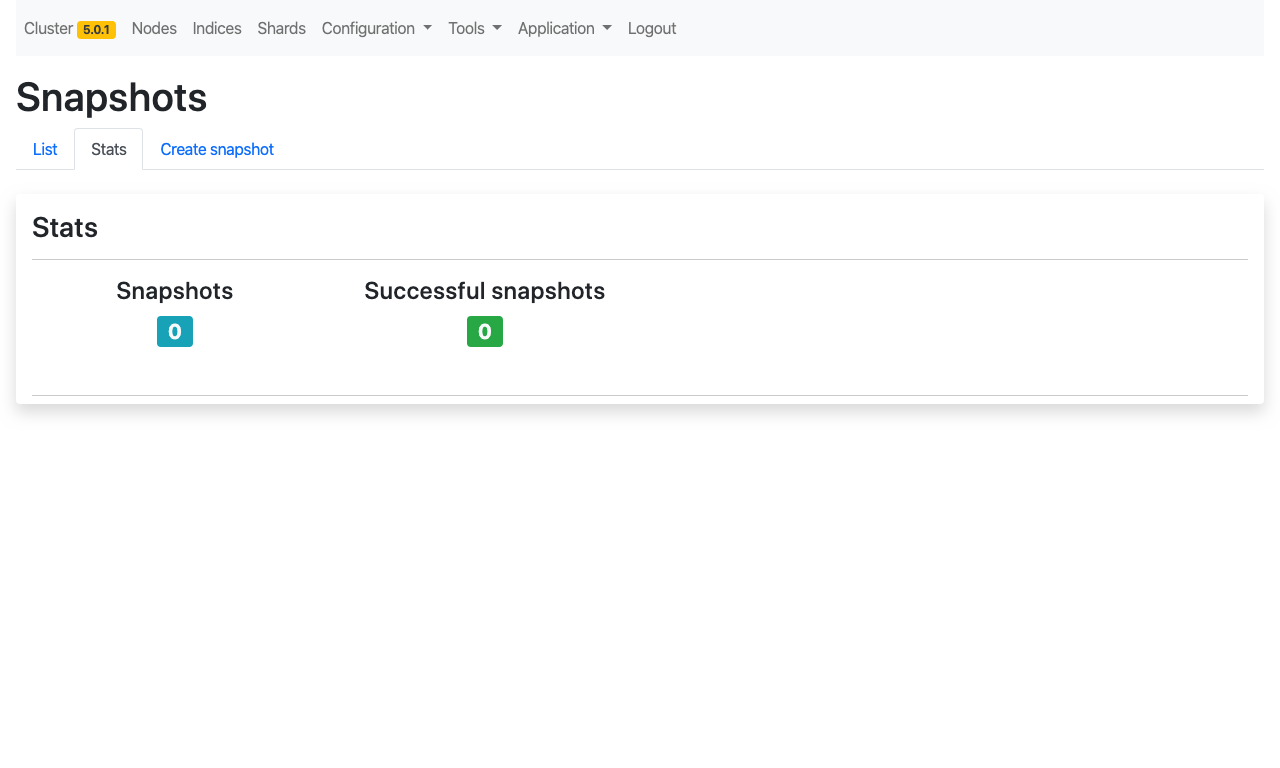 Cluster 5.0.1 Nodes Indices Shards Configuration Tools Application Logout
Snapshots
List Stats Create snapshot
Stats
Snapshots Successful snapshots
0 0